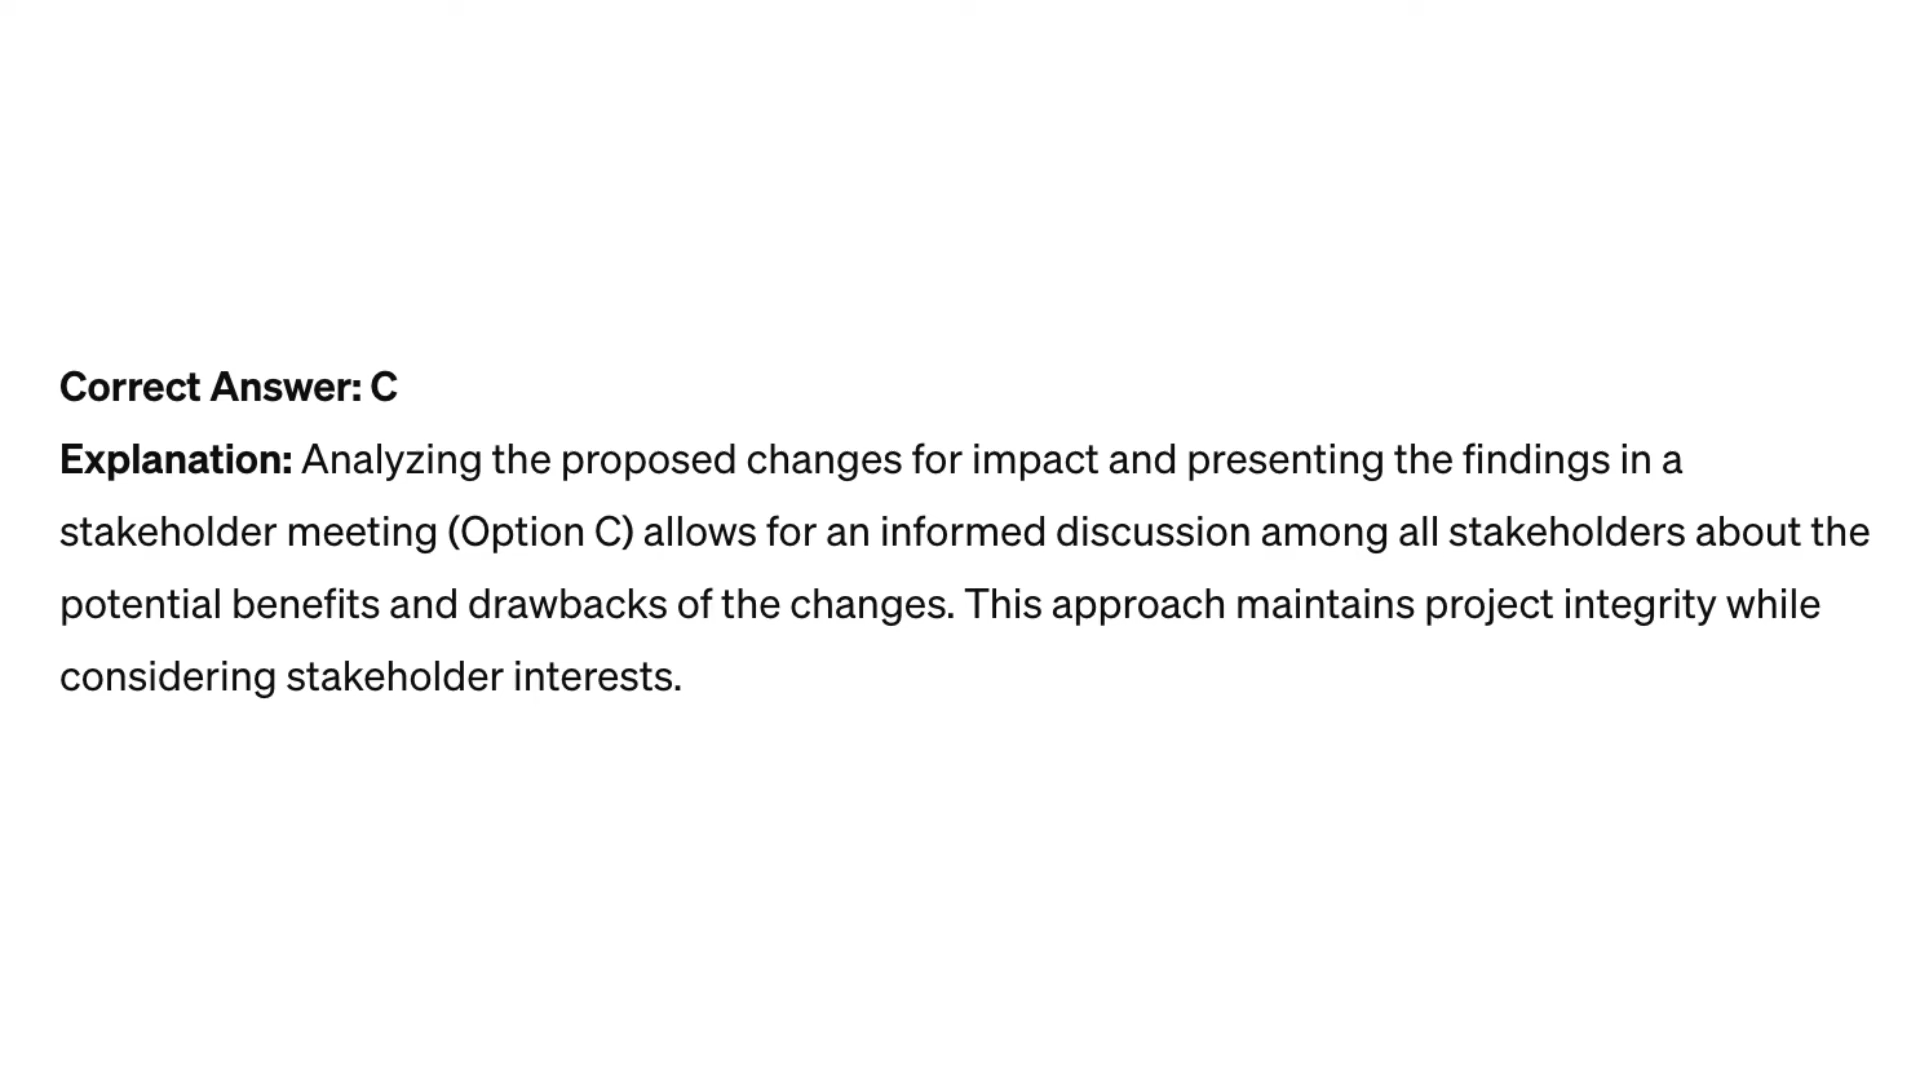 Correct Answer: C
Explanation: Analyzing the proposed changes for impact and presenting the findings in a
stakeholder meeting (Option C) allows for an informed discussion among all stakeholders about the
potential benefits and drawbacks of the changes. This approach maintains project integrity while
considering stakeholder interests.